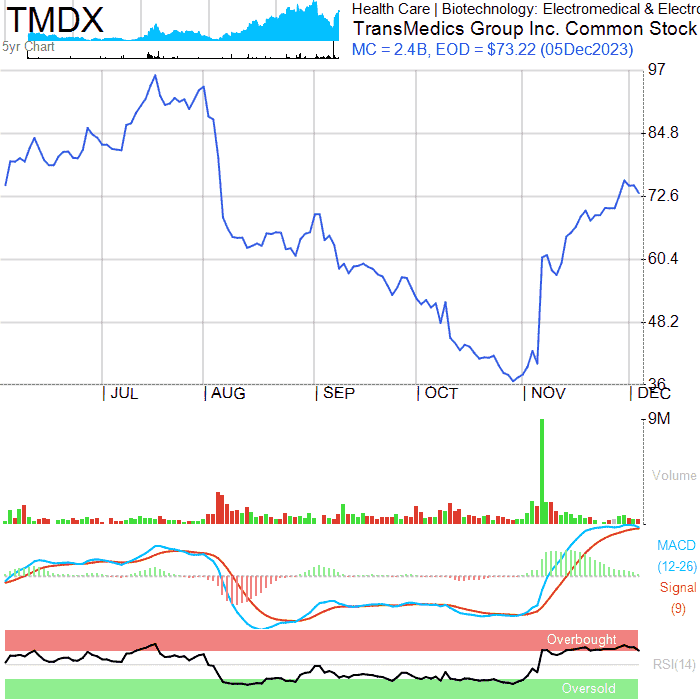 TMDX
5yr Chart
Health Care | Biotechnology: Electromedical & Electro
TransMedics Group Inc. Common Stock
MC = 2.4B, EOD = $73.22 (05Dec2023)
97
84.8
72.6
60.4
48.2
36
JUL AUG SEP OCT NOV DEC
9M
Volume
MACD
(12-26)
Signal
(9)
Overbought
RSI(14)
Oversold